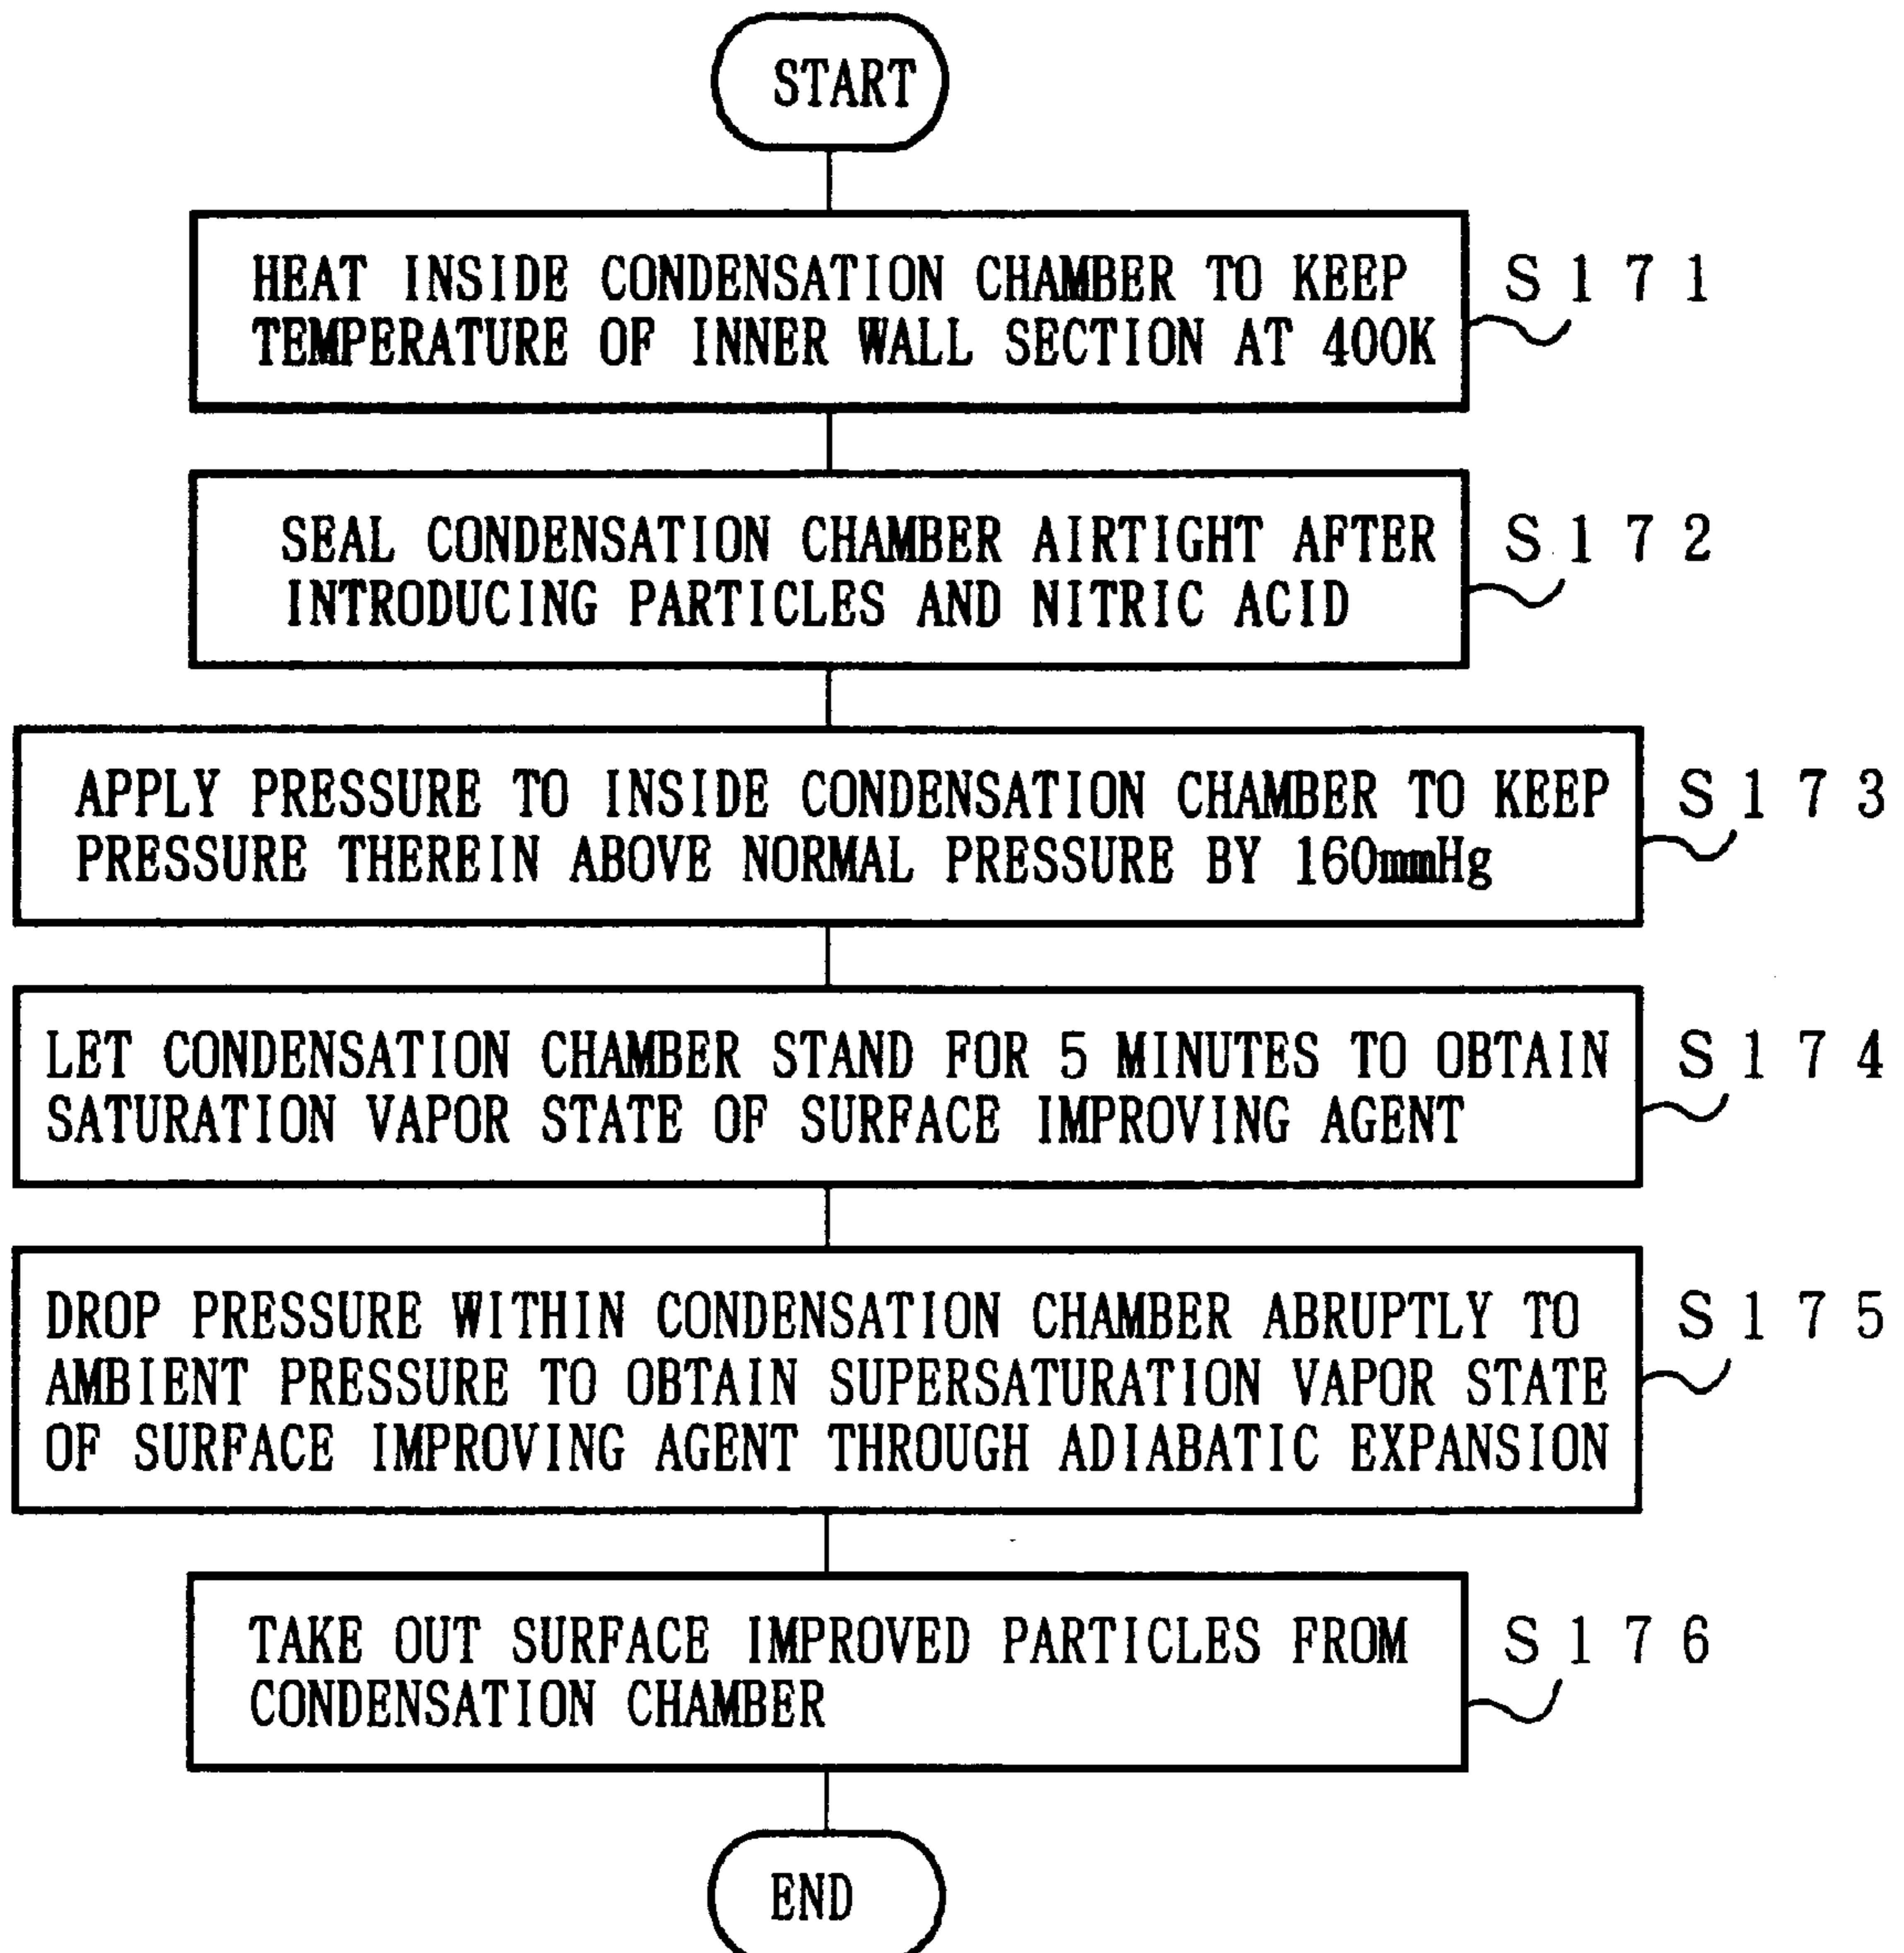 START
HEAT INSIDE CONDENSATION CHAMBER TO KEEP
TEMPERATURE OF INNER WALL SECTION AT 400K
S171
SEAL CONDENSATION CHAMBER AIRTIGHT AFTER
INTRODUCING PARTICLES AND NITRIC ACID
S172
APPLY PRESSURE TO INSIDE CONDENSATION CHAMBER TO KEEP
PRESSURE THEREIN ABOVE NORMAL PRESSURE BY 160mmHg
S173
LET CONDENSATION CHAMBER STAND FOR 5 MINUTES TO OBTAIN
SATURATION VAPOR STATE OF SURFACE IMPROVING AGENT
S174
DROP PRESSURE WITHIN CONDENSATION CHAMBER ABRUPTLY TO
AMBIENT PRESSURE TO OBTAIN SUPERSATURATION VAPOR STATE
OF SURFACE IMPROVING AGENT THROUGH ADIABATIC EXPANSION
S175
TAKE OUT SURFACE IMPROVED PARTICLES FROM
CONDENSATION CHAMBER
S176
END